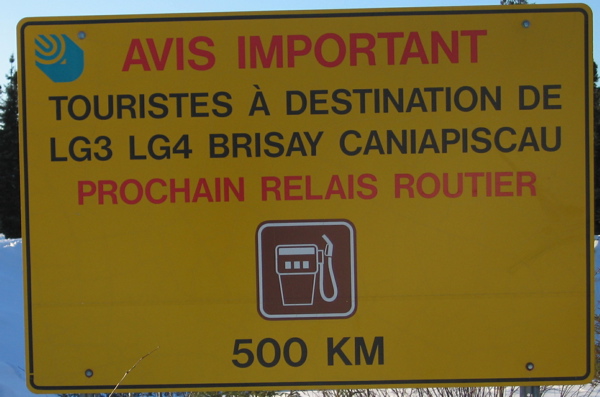 AVIS IMPORTANT
TOURISTES À DESTINATION DE
LG3 LG4 BRISAY CANIAPISCAU
PROCHAIN RELAIS ROUTIER
500 KM